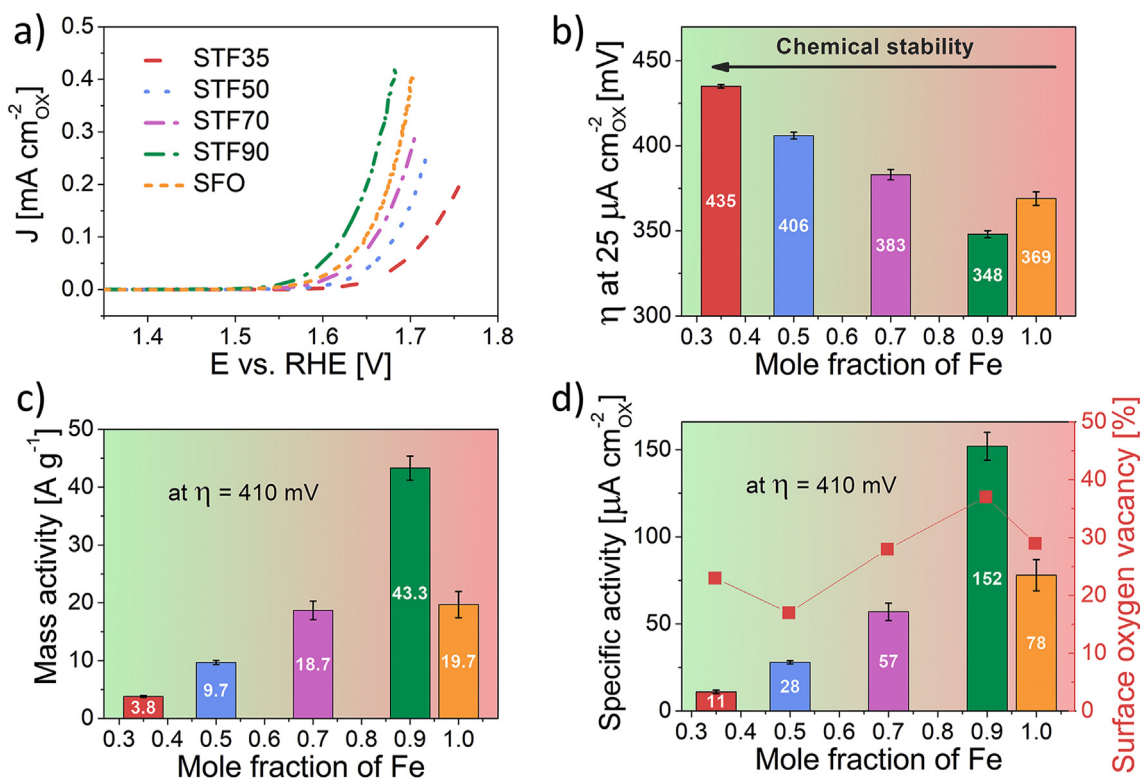 a)
J [mA cm⁻²OX]
0.5
0.4
0.3
0.2
0.1
0.0
STF35
STF50
STF70
STF90
SFO
1.4 1.5 1.6 1.7 1.8
E vs. RHE [V]
b)
η at 25 µA cm⁻²OX [mV]
450
400
350
300
Chemical stability
435
406
383
348
369
0.3 0.4 0.5 0.6 0.7 0.8 0.9 1.0
Mole fraction of Fe
c)
Mass activity [A g⁻¹]
50
40
30
20
10
0
at η = 410 mV
3.8
9.7
18.7
43.3
19.7
0.3 0.4 0.5 0.6 0.7 0.8 0.9 1.0
Mole fraction of Fe
d)
Specific activity [µA cm⁻²OX]
150
100
50
0
at η = 410 mV
11
28
57
152
78
50
40
30
20
10
0
Surface oxygen vacancy [%]
0.3 0.4 0.5 0.6 0.7 0.8 0.9 1.0
Mole fraction of Fe